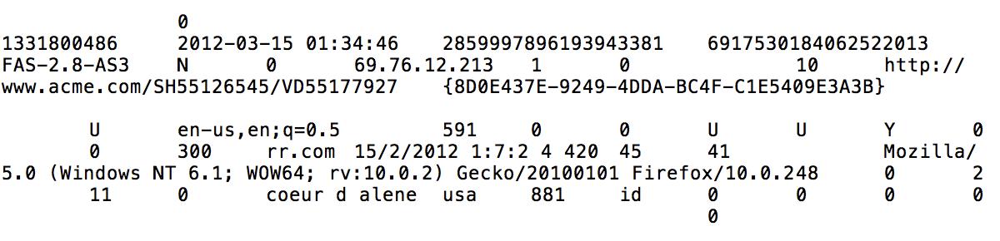 0
1331800486 2012-03-15 01:34:46 2859997896193943381 6917530184062522013
FAS-2.8-AS3 N 0 69.76.12.213 1 0 10 http://
www.acme.com/SH55126545/VD55177927 {8D0E437E-9249-4DDA-BC4F-C1E5409E3A3B}
U en-us,en;q=0.5 591 0 0 U U Y 0
0 300 rr.com 15/2/2012 1:7:2 4 420 45 41 Mozilla/
5.0 (Windows NT 6.1; WOW64; rv:10.0.2) Gecko/20100101 Firefox/10.0.248 0 2
11 0 coeur d alene usa 881 id 0 0 0 0
0